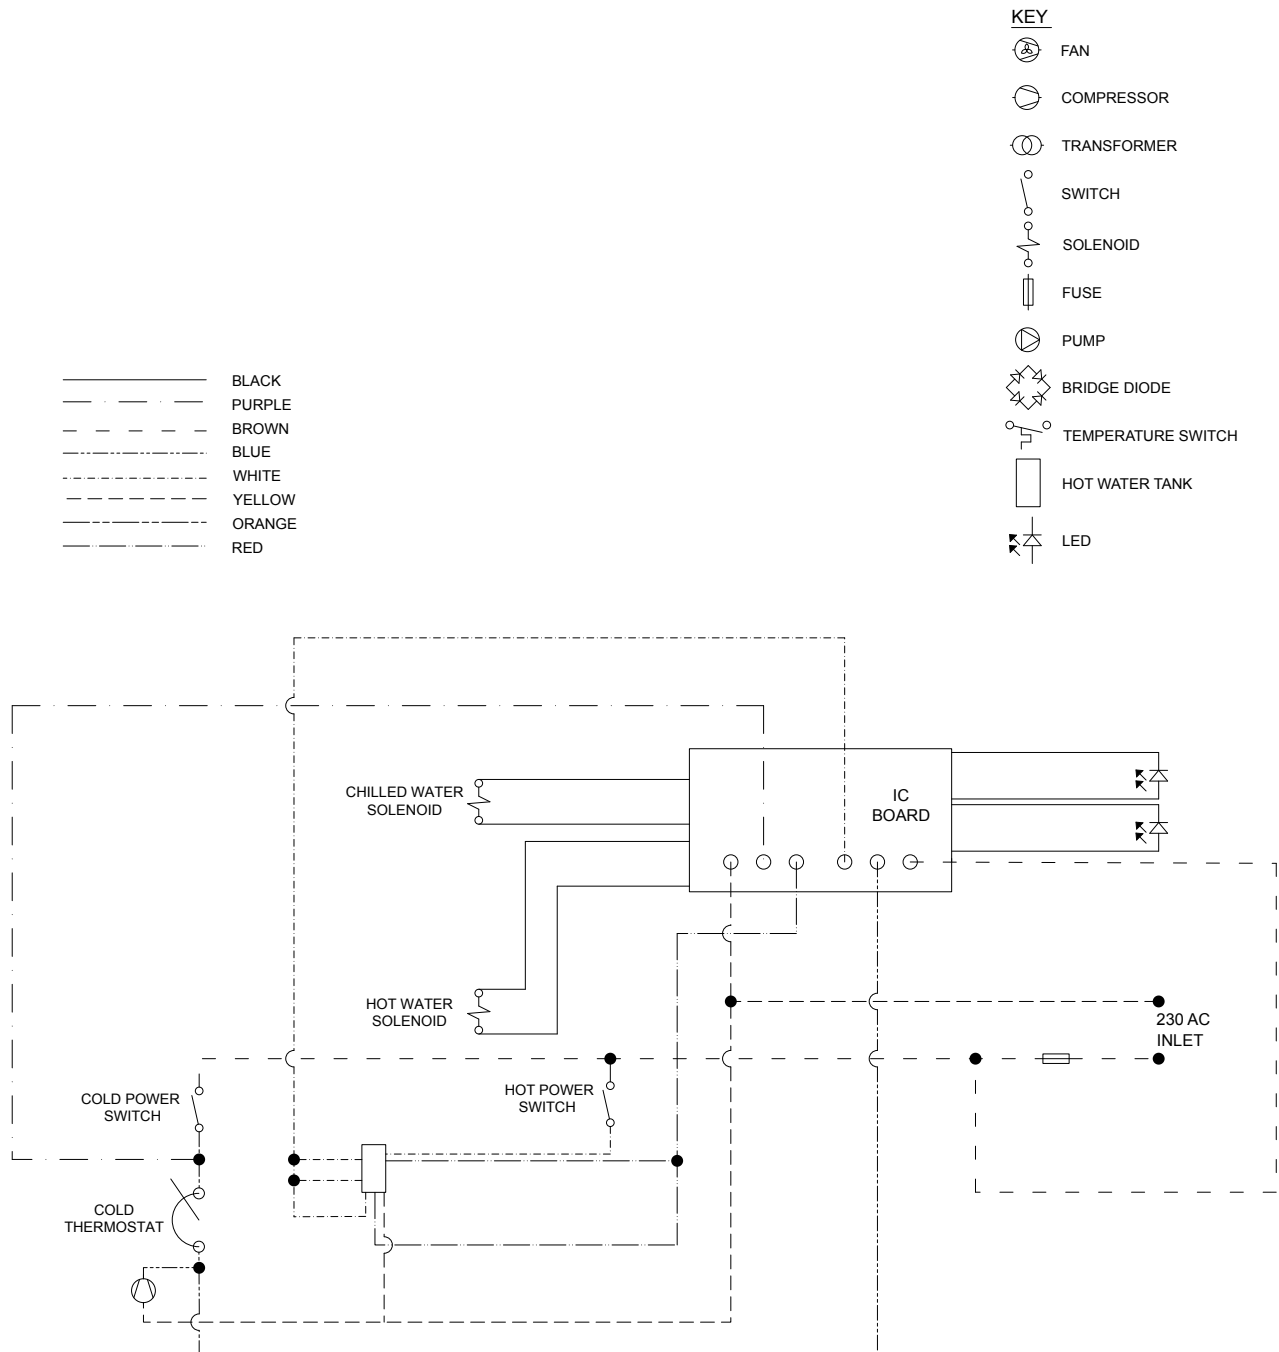 KEY
FAN
COMPRESSOR
TRANSFORMER
SWITCH
SOLENOID
FUSE
PUMP
BRIDGE DIODE
TEMPERATURE SWITCH
HOT WATER TANK
LED
BLACK
PURPLE
BROWN
BLUE
WHITE
YELLOW
ORANGE
RED
CHILLED WATER
SOLENOID
IC
BOARD
HOT WATER
SOLENOID
230 AC
INLET
COLD POWER
SWITCH
HOT POWER
SWITCH
COLD
THERMOSTAT